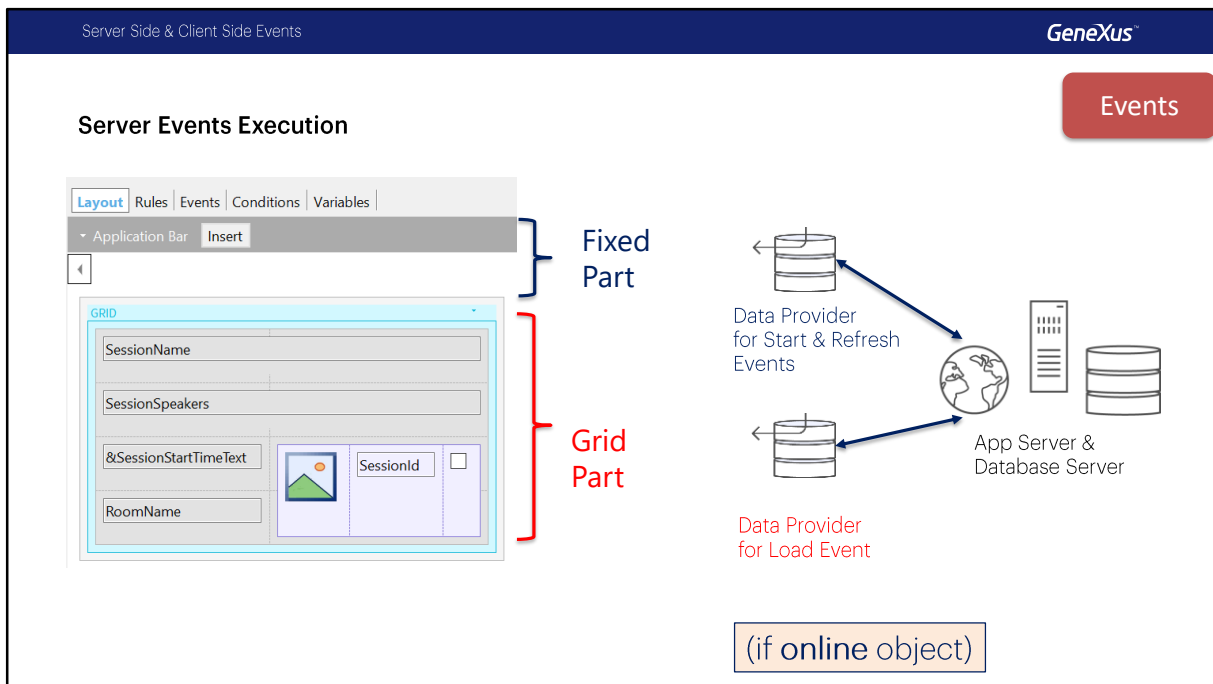 Server Side & Client Side Events
GeneXus™
Events
Server Events Execution
Layout Rules Events Conditions Variables
Application Bar Insert
Fixed
Part
GRID
SessionName
SessionSpeakers
&SessionStartTimeText
SessionId
RoomName
Grid
Part
Data Provider
for Start & Refresh
Events
App Server &
Database Server
Data Provider
for Load Event
(if online object)